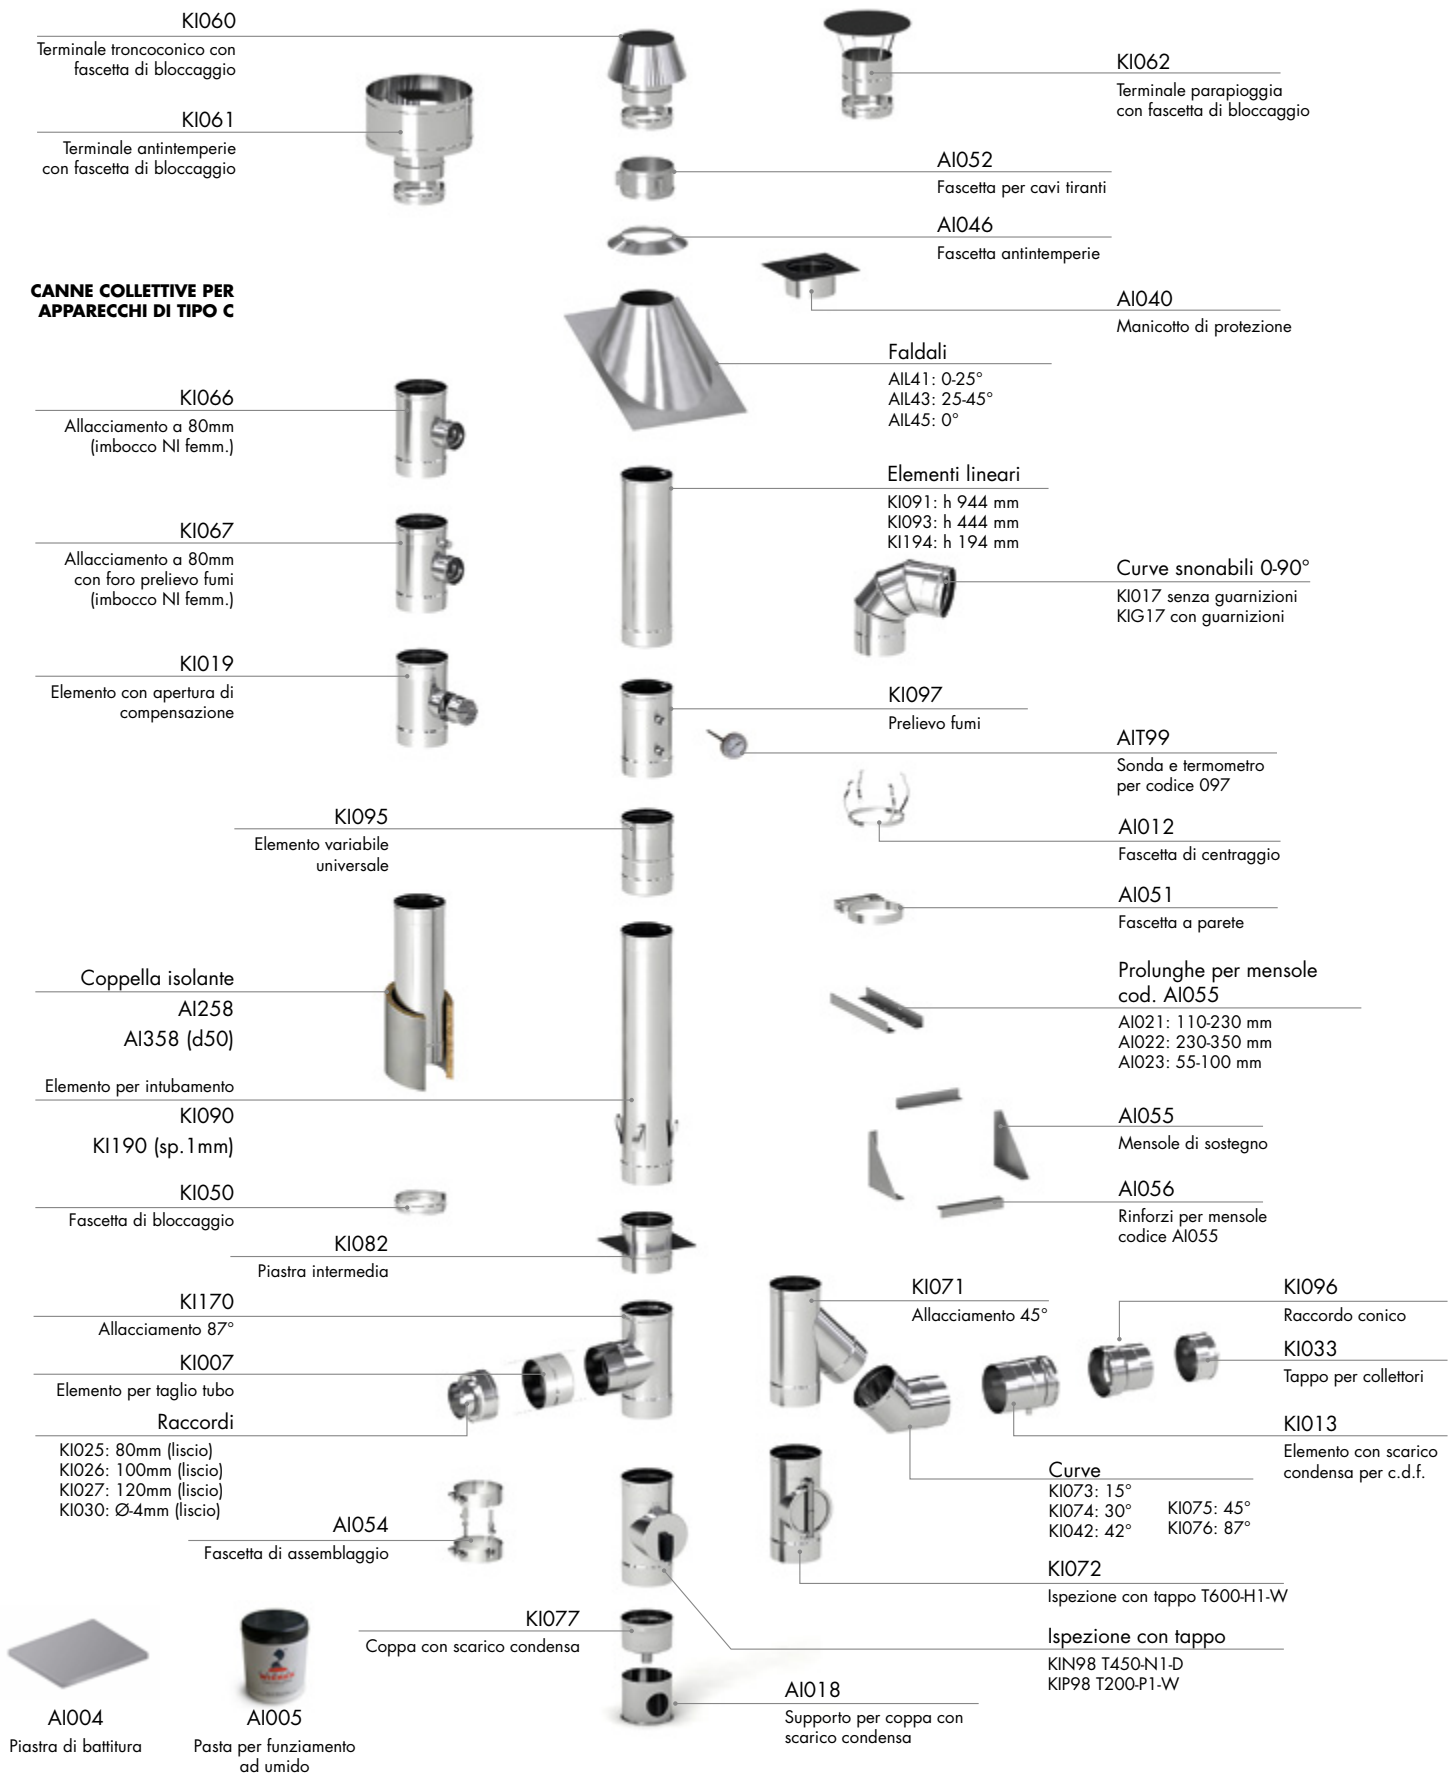 KI060
Terminale troncoconico con
fascetta di bloccaggio
KI061
Terminale antintemperie
con fascetta di bloccaggio
KI062
Terminale parapioggia
con fascetta di bloccaggio
AI052
Fascetta per cavi tiranti
AI046
Fascetta antintemperie
CANNE COLLETTIVE PER
APPARECCHI DI TIPO C
AI040
Manicotto di protezione
Faldali
AIL41: 0-25°
AIL43: 25-45°
AIL45: 0°
KI066
Allacciamento a 80mm
(imbocco NI femm.)
Elementi lineari
KI091: h 944 mm
KI093: h 444 mm
KI194: h 194 mm
KI067
Allacciamento a 80mm
con foro prelievo fumi
(imbocco NI femm.)
Curve snonabili 0-90°
KI017 senza guarnizioni
KIG17 con guarnizioni
KI019
Elemento con apertura di
compensazione
KI097
Prelievo fumi
AIT99
Sonda e termometro
per codice 097
KI095
Elemento variabile
universale
AI012
Fascetta di centraggio
AI051
Fascetta a parete
Coppella isolante
AI258
AI358 (d50)
Prolunghe per mensole
cod. AI055
AI021: 110-230 mm
AI022: 230-350 mm
AI023: 55-100 mm
Elemento per intubamento
KI090
KI190 (sp.1mm)
AI055
Mensole di sostegno
KI050
Fascetta di bloccaggio
AI056
Rinforzi per mensole
codice AI055
KI082
Piastra intermedia
KI170
Allacciamento 87°
KI071
Allacciamento 45°
KI096
Raccordo conico
KI007
Elemento per taglio tubo
KI033
Tappo per collettori
Raccordi
KI025: 80mm (liscio)
KI026: 100mm (liscio)
KI027: 120mm (liscio)
KI030: Ø-4mm (liscio)
KI013
Elemento con scarico
condensa per c.d.f.
Curve
KI073: 15°
KI074: 30°
KI042: 42°
KI075: 45°
KI076: 87°
AI054
Fascetta di assemblaggio
KI072
Ispezione con tappo T600-H1-W
KI077
Coppa con scarico condensa
Ispezione con tappo
KIN98 T450-N1-D
KIP98 T200-P1-W
AI018
Supporto per coppa con
scarico condensa
AI004
Piastra di battitura
AI005
Pasta per funziamento
ad umido